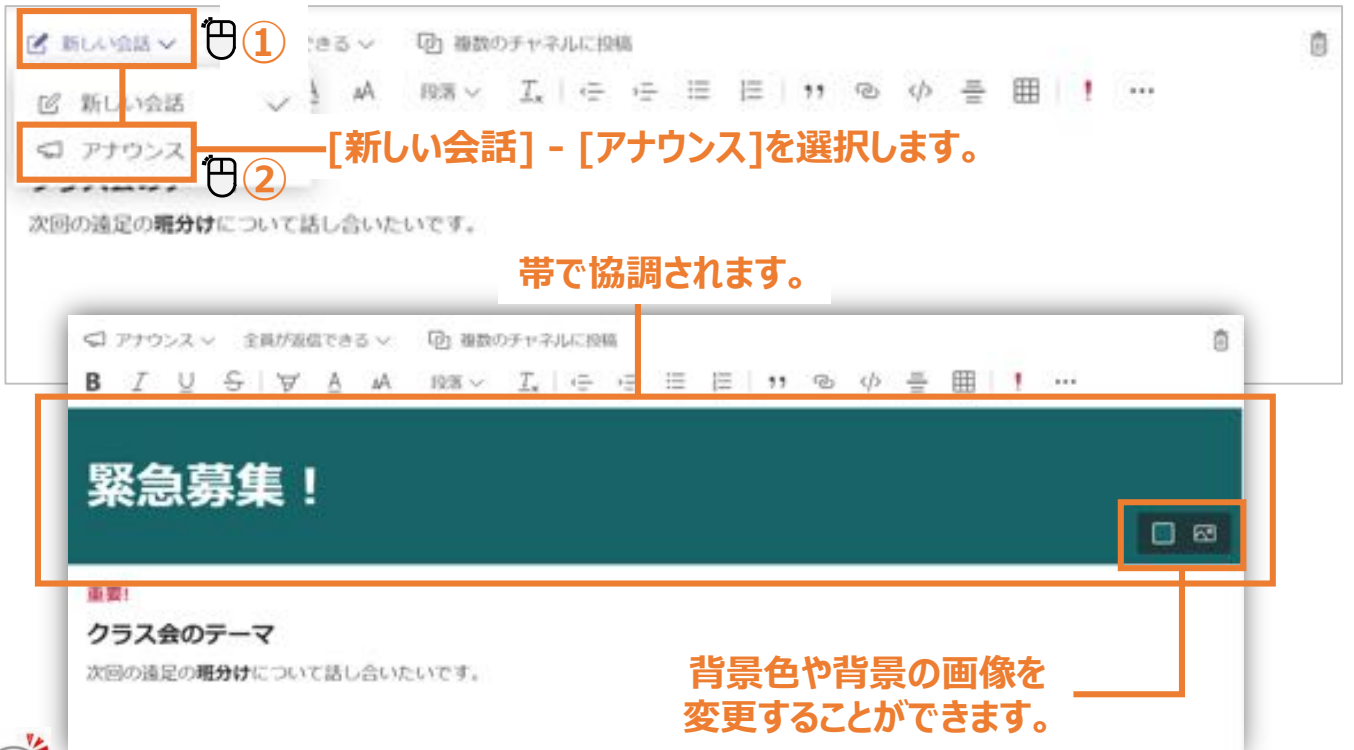 新しい会話
①
できる
複数のチャネルに投稿
新しい会話
段落
アナウンス
[新しい会話] - [アナウンス]を選択します。
②
次回の遠足の班分けについて話し合いたいです。
帯で協調されます。
アナウンス 全員が返信できる 複数のチャネルに投稿
B I U S A AA 段落
緊急募集！
重要!
クラス会のテーマ
次回の遠足の班分けについて話し合いたいです。
背景色や背景の画像を
変更することができます。